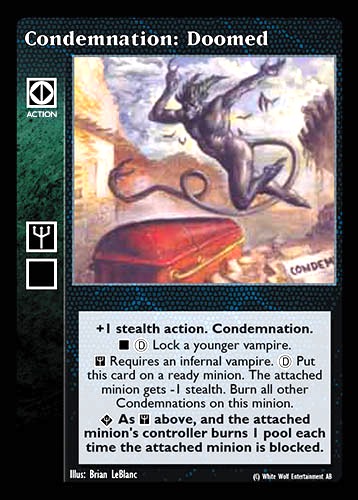 Condemnation: Doomed
ACTION
CONDEM
+1 stealth action. Condemnation.
Ⓓ Lock a younger vampire.
Requires an infernal vampire. Ⓓ Put
this card on a ready minion. The attached
minion gets -1 stealth. Burn all other
Condemnations on this minion.
As above, and the attached
minion's controller burns 1 pool each
time the attached minion is blocked.
Illus: Brian LeBlanc
(C) White Wolf Entertainment AB